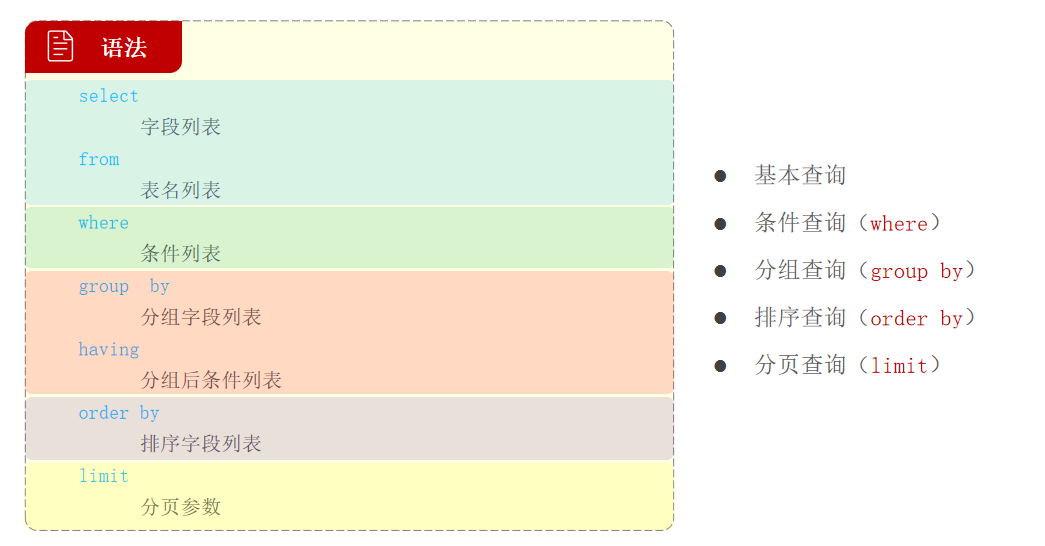 语法
select
字段列表
from
表名列表
where
条件列表
group  by
分组字段列表
having
分组后条件列表
order by
排序字段列表
limit
分页参数
● 基本查询
● 条件查询（where）
● 分组查询（group by）
● 排序查询（order by）
● 分页查询（limit）